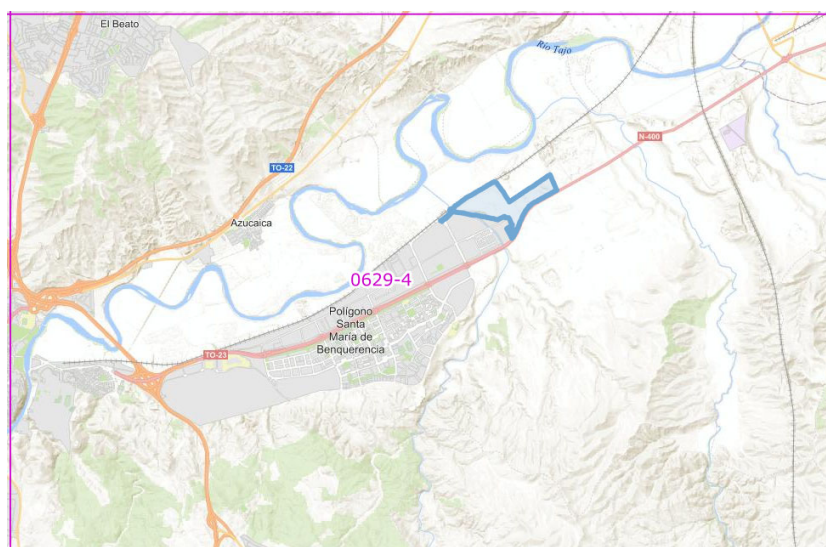 El Beato
Río Tajo
N-400
TO-22
Azucaica
0629-4
Polígono
Santa
María de
Benquerencia
TO-23